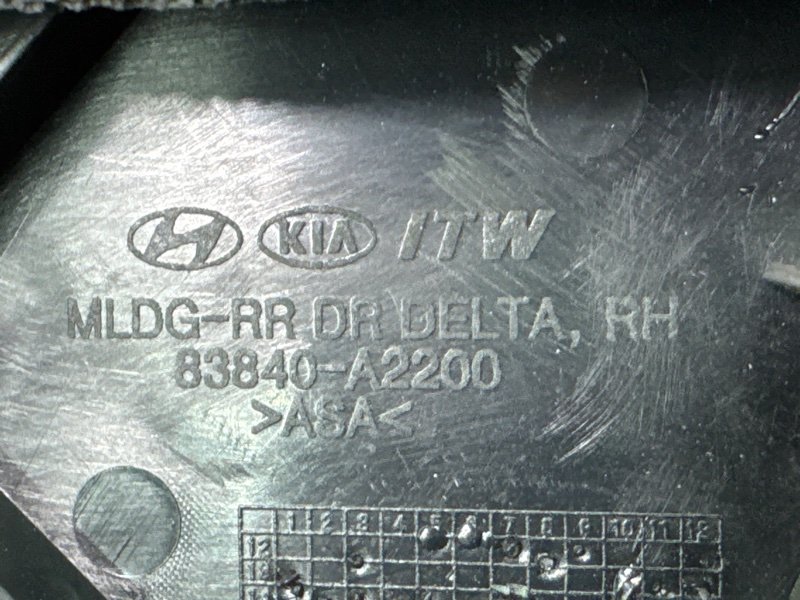 KIA ITW
MLDG-RR DR DELTA, RH
83840-A2200
>ASA<
1 2 3 4 5 6 7 8 9 10 11 12
12
13